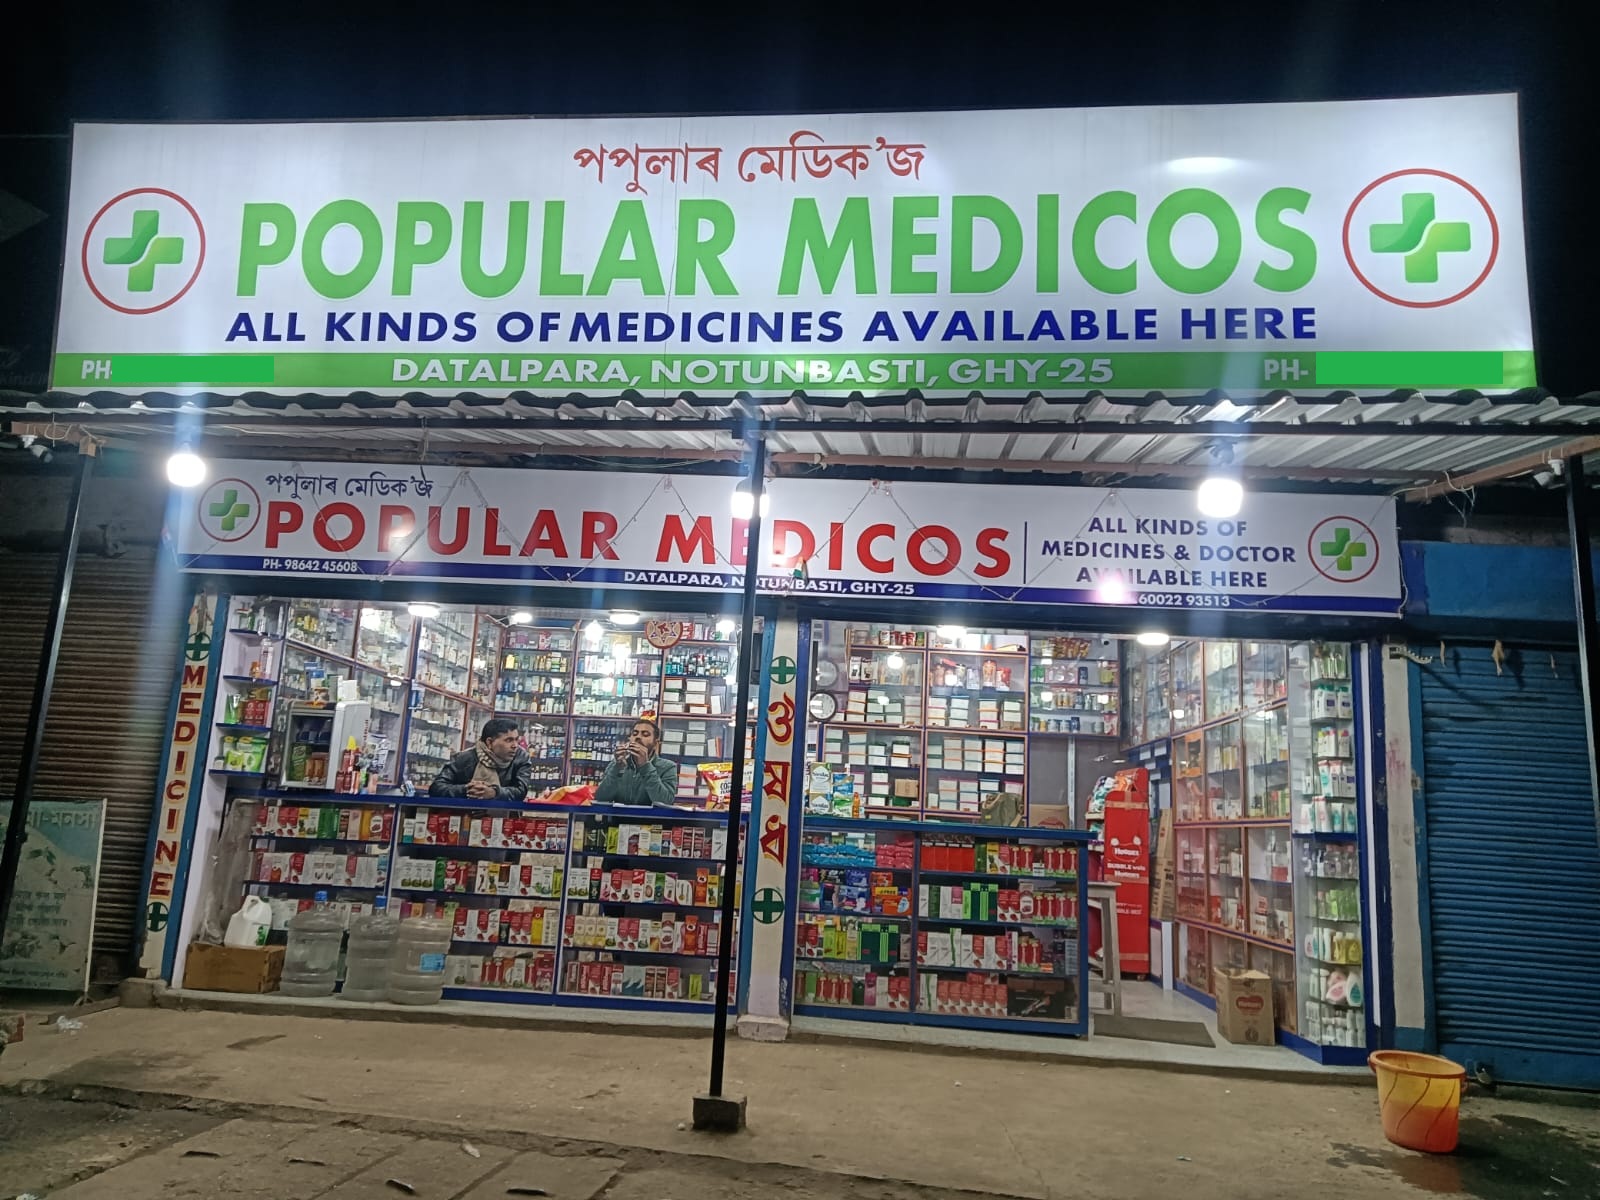 পপুলাৰ মেডিক'জ
POPULAR MEDICOS
ALL KINDS OF MEDICINES AVAILABLE HERE
PH- DATALPARA, NOTUNBASTI, GHY-25 PH-
পপুলাৰ মেডিক'জ
POPULAR MEDICOS
ALL KINDS OF
MEDICINES & DOCTOR
AVAILABLE HERE
PH- 98642 45608
DATALPARA, NOTUNBASTI, GHY-25
60022 93513
MEDICINE
ঔষধ
HUGGIES